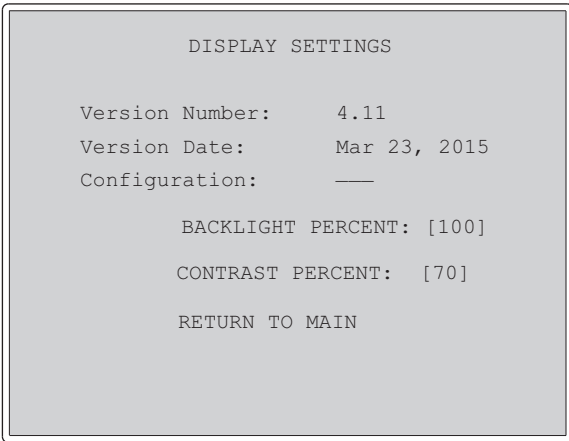 DISPLAY SETTINGS
Version Number: 4.11
Version Date: Mar 23, 2015
Configuration: ———
BACKLIGHT PERCENT: [100]
CONTRAST PERCENT: [70]
RETURN TO MAIN